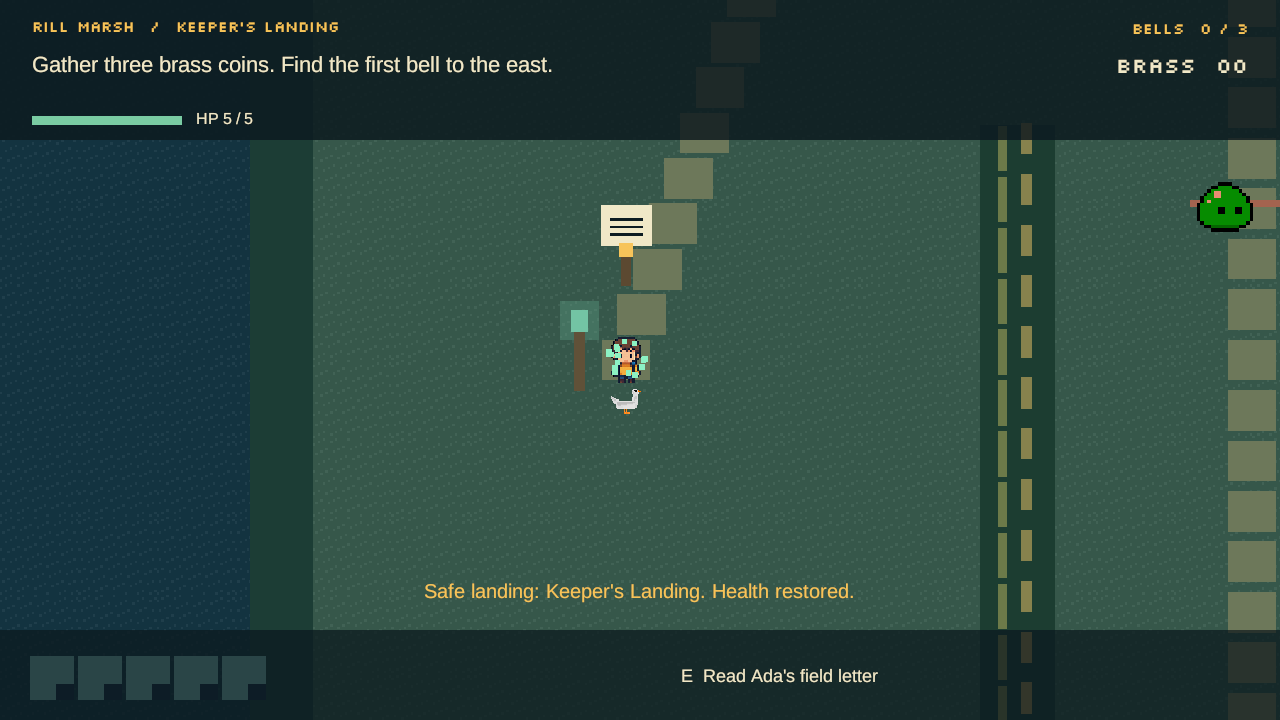 RILL MARSH / KEEPER'S LANDING
BELLS 0 / 3
Gather three brass coins. Find the first bell to the east.
BRASS 00
HP 5 / 5
Safe landing: Keeper's Landing. Health restored.
E Read Ada's field letter